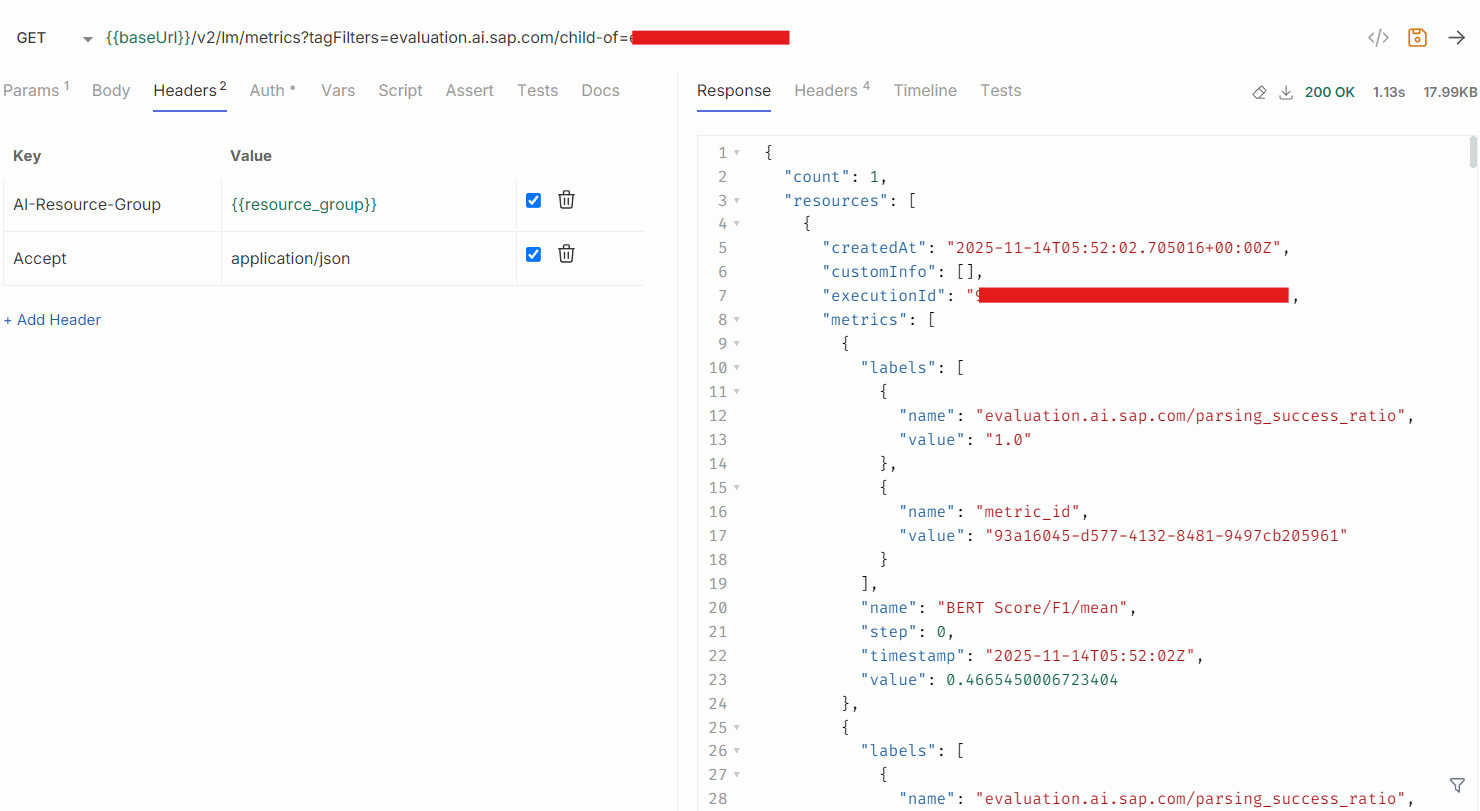 GET {{baseUrl}}/v2/lm/metrics?tagFilters=evaluation.ai.sap.com/child-of=
Params 1 Body Headers 2 Auth • Vars Script Assert Tests Docs
Key Value
AI-Resource-Group {{resource_group}}
Accept application/json
+ Add Header
Response Headers 4 Timeline Tests 200 OK 1.13s 17.99KB
1 {
2 "count": 1,
3 "resources": [
4 {
5 "createdAt": "2025-11-14T05:52:02.705016+00:00Z",
6 "customInfo": [],
7 "executionId": "9 ,
8 "metrics": [
9 {
10 "labels": [
11 {
12 "name": "evaluation.ai.sap.com/parsing_success_ratio",
13 "value": "1.0"
14 },
15 {
16 "name": "metric_id",
17 "value": "93a16045-d577-4132-8481-9497cb205961"
18 }
19 ],
20 "name": "BERT Score/F1/mean",
21 "step": 0,
22 "timestamp": "2025-11-14T05:52:02Z",
23 "value": 0.4665450006723404
24 },
25 {
26 "labels": [
27 {
28 "name": "evaluation.ai.sap.com/parsing_success_ratio",